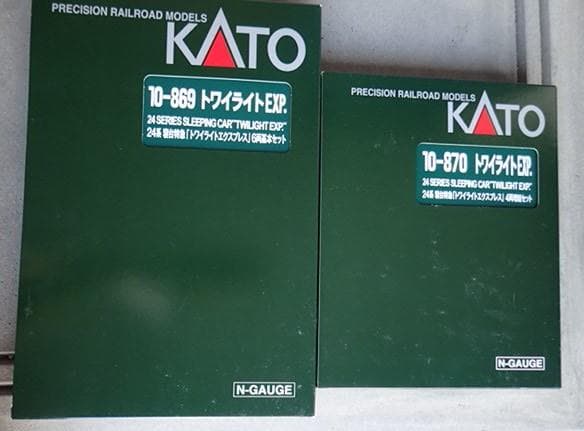 PRECISION RAILROAD MODELS
KATO
10-869 トワイライトEXP.
24 SERIES SLEEPING CAR "TWILIGHT EXP."
24系 寝台特急「トワイライトエクスプレス」6両基本セット
N-GAUGE
PRECISION RAILROAD MODELS
KATO
10-870 トワイライトEXP.
24 SERIES SLEEPING CAR "TWILIGHT EXP."
24系 寝台特急「トワイライトエクスプレス」4両増結セット
N-GAUGE